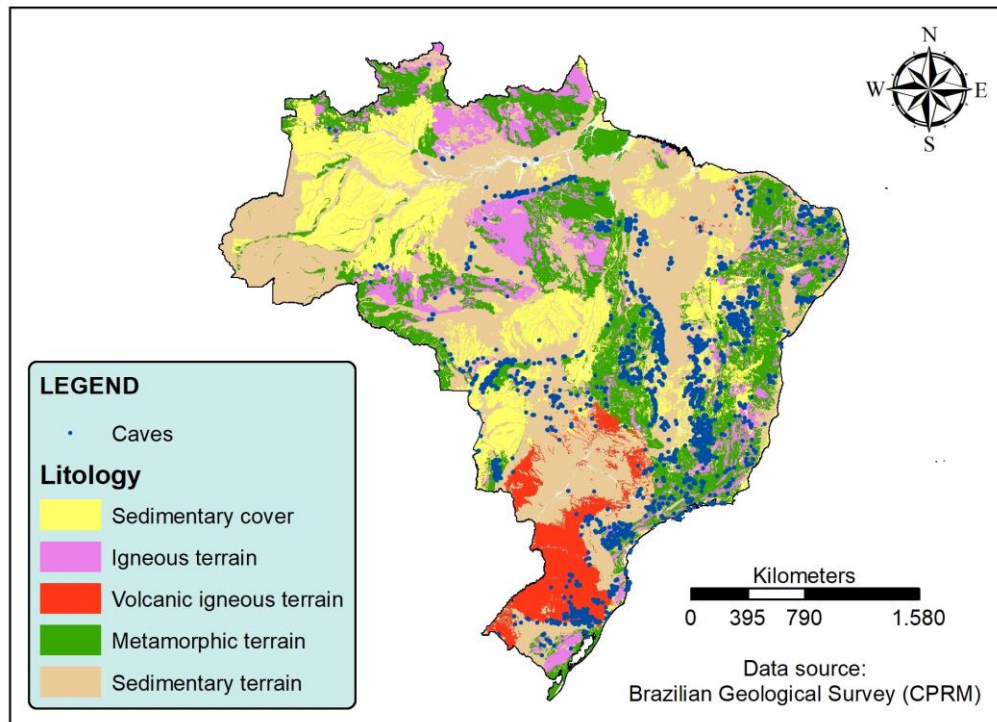 N
W
E
S
LEGEND
Caves
Litology
Sedimentary cover
Igneous terrain
Volcanic igneous terrain
Metamorphic terrain
Sedimentary terrain
Kilometers
0 395 790 1.580
Data source:
Brazilian Geological Survey (CPRM)